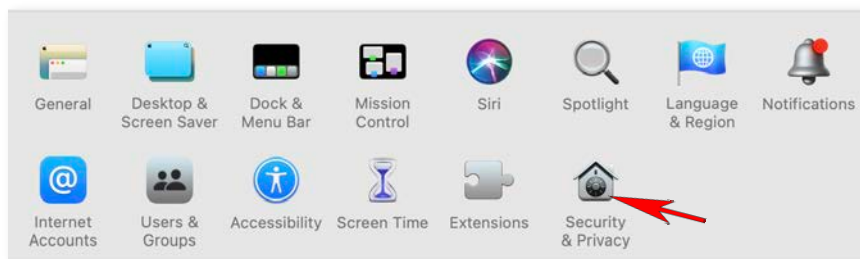 General
Desktop &
Screen Saver
Dock &
Menu Bar
Mission
Control
Siri
Spotlight
Language
& Region
Notifications
@
Internet
Accounts
Users &
Groups
Accessibility
Screen Time
Extensions
Security
& Privacy